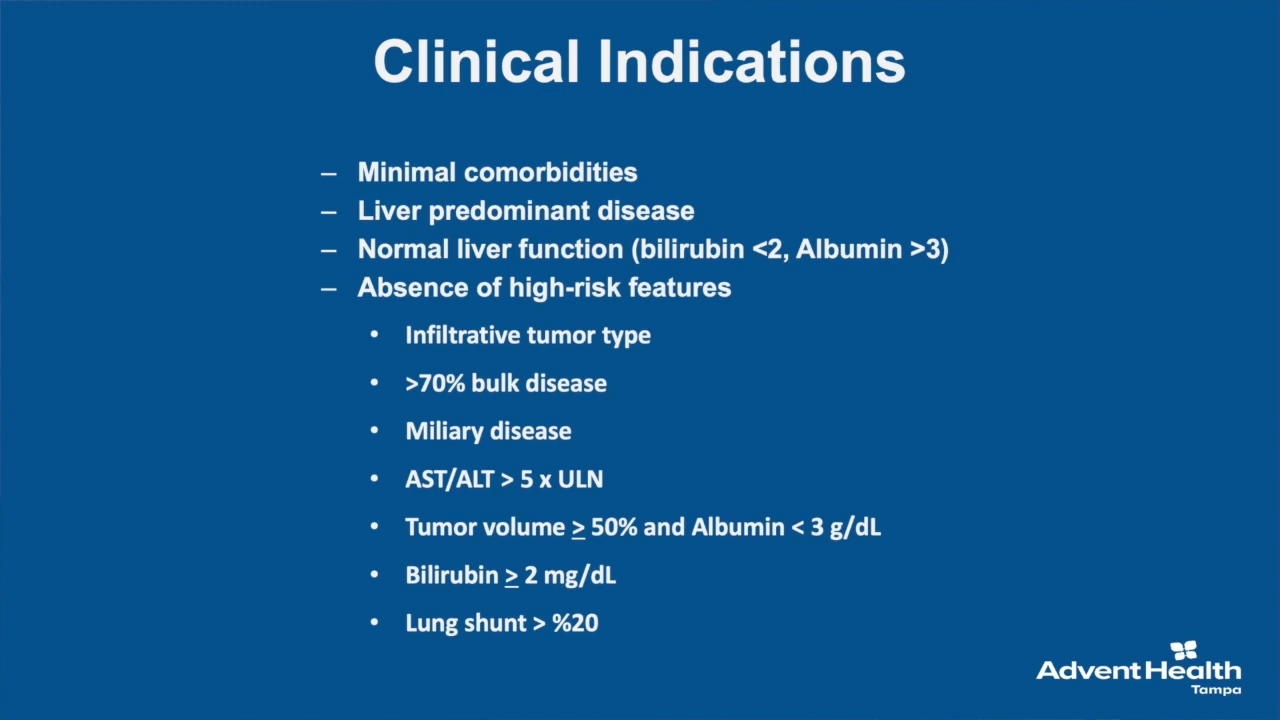 Clinical Indications
– Minimal comorbidities
– Liver predominant disease
– Normal liver function (bilirubin <2, Albumin >3)
– Absence of high-risk features
• Infiltrative tumor type
• >70% bulk disease
• Miliary disease
• AST/ALT > 5 x ULN
• Tumor volume ≥ 50% and Albumin < 3 g/dL
• Bilirubin ≥ 2 mg/dL
• Lung shunt > %20
AdventHealth
Tampa